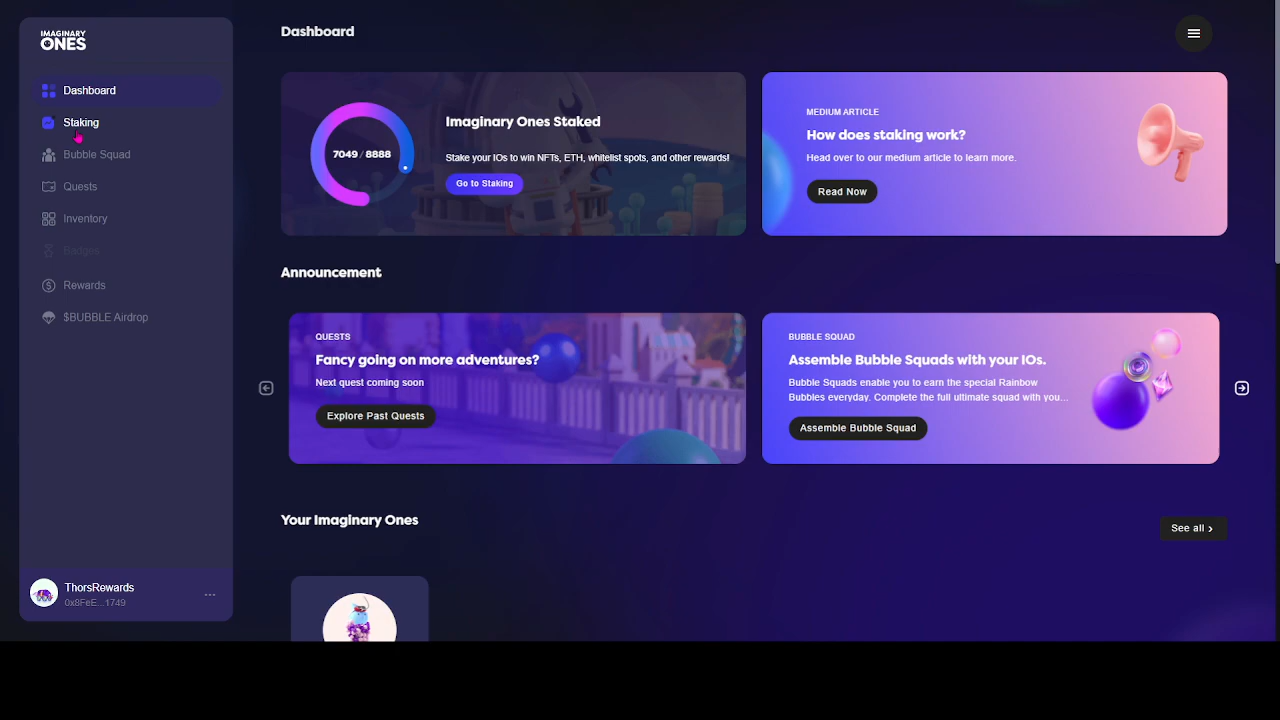 IMAGINARY
ONES
Dashboard
Staking
Bubble Squad
Quests
Inventory
Badges
Rewards
$BUBBLE Airdrop
ThorsRewards
0x8FeE...1749
Dashboard
7049 / 8888
Imaginary Ones Staked
Stake your IOs to win NFTs, ETH, whitelist spots, and other rewards!
Go to Staking
MEDIUM ARTICLE
How does staking work?
Head over to our medium article to learn more.
Read Now
Announcement
QUESTS
Fancy going on more adventures?
Next quest coming soon
Explore Past Quests
BUBBLE SQUAD
Assemble Bubble Squads with your IOs.
Bubble Squads enable you to earn the special Rainbow
Bubbles everyday. Complete the full ultimate squad with you...
Assemble Bubble Squad
Your Imaginary Ones
See all